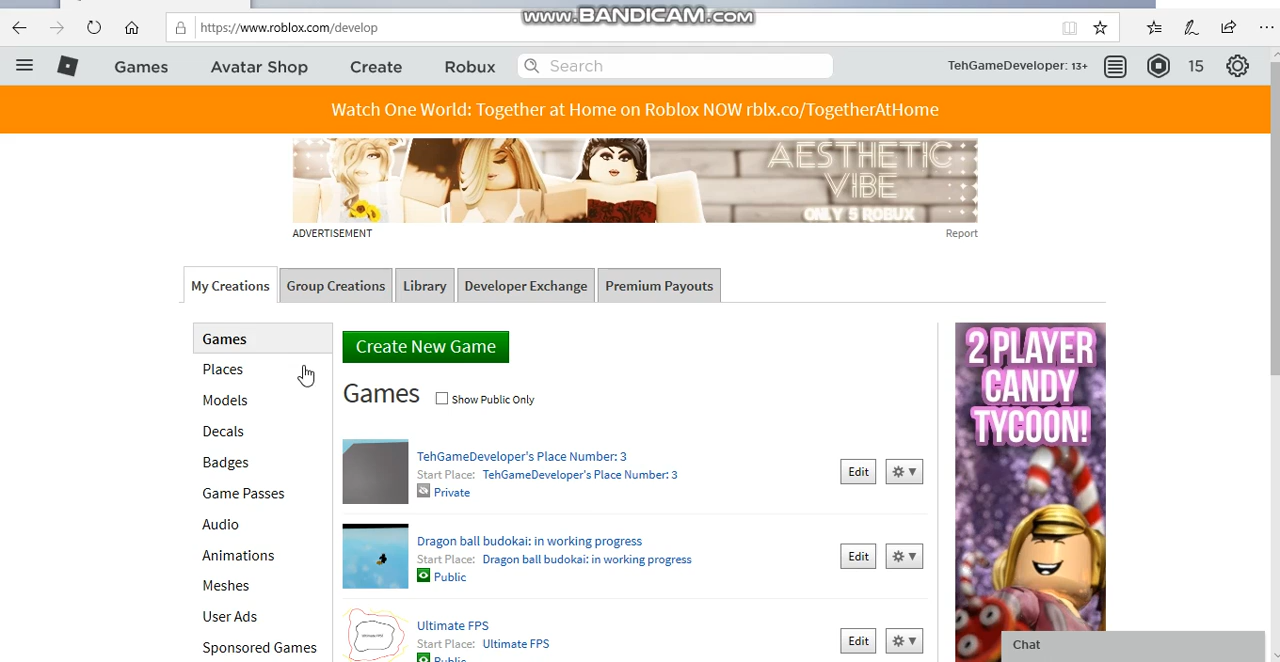 www.BANDICAM.com
https://www.roblox.com/develop
Games Avatar Shop Create Robux Search TehGameDeveloper: 13+ 15
Watch One World: Together at Home on Roblox NOW rblx.co/TogetherAtHome
AESTHETIC
VIBE
ONLY 5 ROBUX
ADVERTISEMENT Report
My Creations Group Creations Library Developer Exchange Premium Payouts
Games
Places
Models
Decals
Badges
Game Passes
Audio
Animations
Meshes
User Ads
Sponsored Games
Create New Game
Games Show Public Only
TehGameDeveloper's Place Number: 3
Start Place: TehGameDeveloper's Place Number: 3
Private
Edit
Dragon ball budokai: in working progress
Start Place: Dragon ball budokai: in working progress
Public
Edit
Ultimate FPS
Ultimate FPS
Start Place: Ultimate FPS
Public
Edit
2 PLAYER
CANDY
TYCOON!
Chat